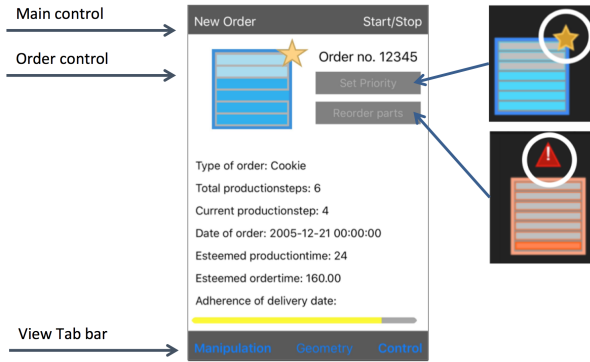 Main control
New Order Start/Stop
Order control
Order no. 12345
Set Priority
Reorder parts
!
Type of order: Cookie
Total productionsteps: 6
Current productionstep: 4
Date of order: 2005-12-21 00:00:00
Esteemed productiontime: 24
Esteemed ordertime: 160.00
Adherence of delivery date:
View Tab bar
Manipulation Geometry Control